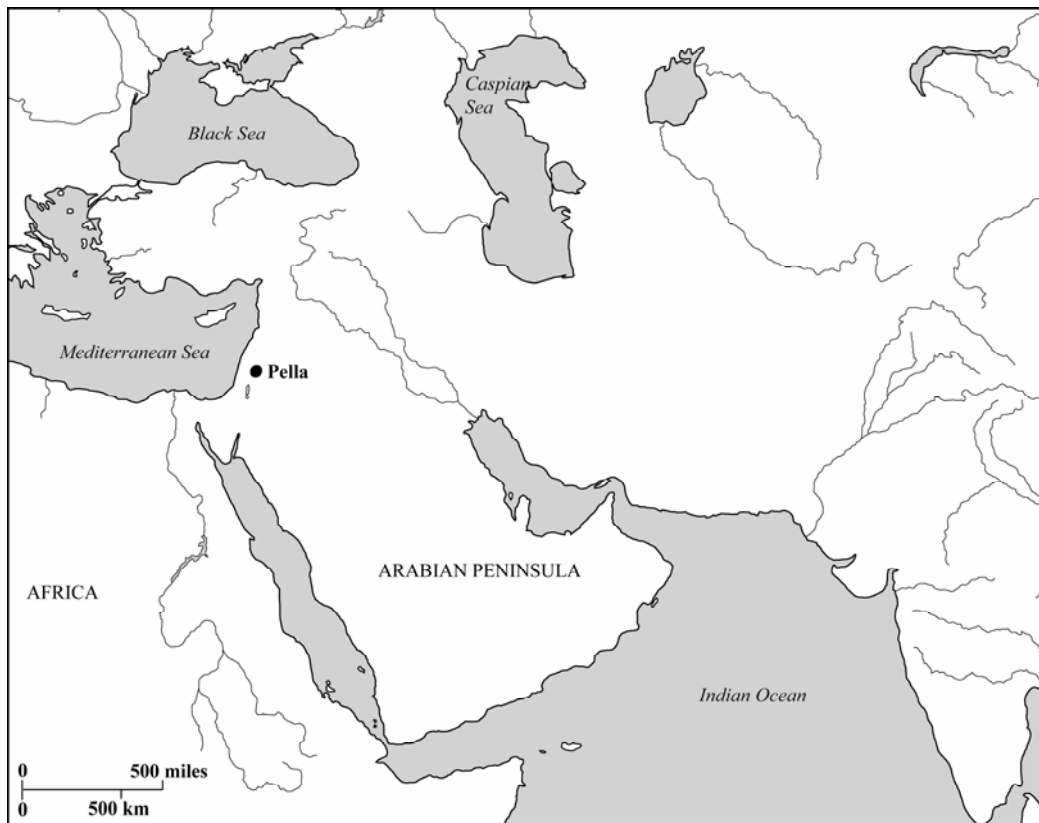 Black Sea
Caspian
Sea
Mediterranean Sea
Pella
ARABIAN PENINSULA
AFRICA
Indian Ocean
0 500 miles
0 500 km